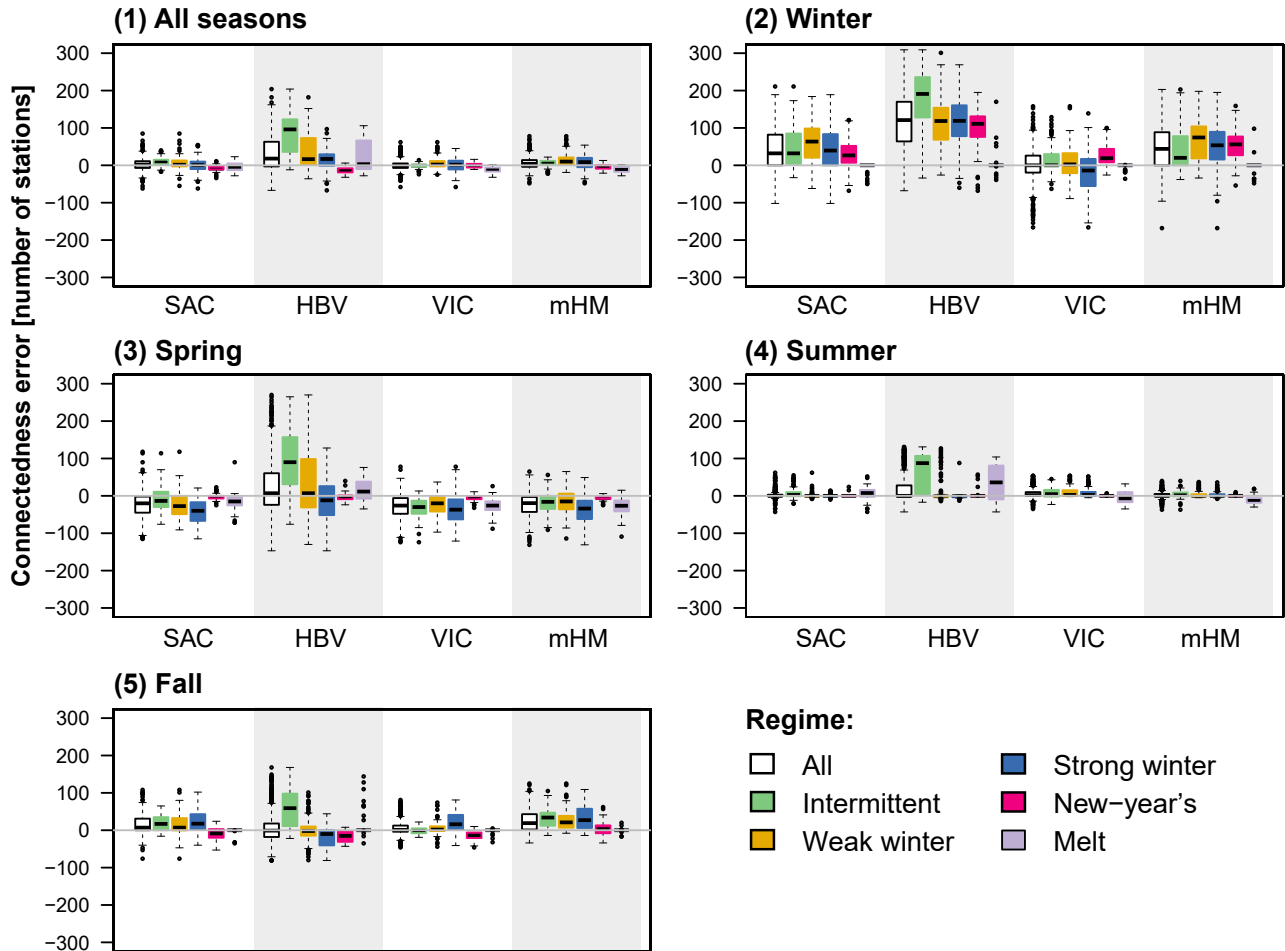 (1) All seasons
300
200
100
0
−100
−200
−300
SAC HBV VIC mHM
(2) Winter
300
200
100
0
−100
−200
−300
SAC HBV VIC mHM
Connectedness error [number of stations]
(3) Spring
300
200
100
0
−100
−200
−300
SAC HBV VIC mHM
(4) Summer
300
200
100
0
−100
−200
−300
SAC HBV VIC mHM
(5) Fall
300
200
100
0
−100
−200
−300
Regime:
All
Intermittent
Weak winter
Strong winter
New−year's
Melt